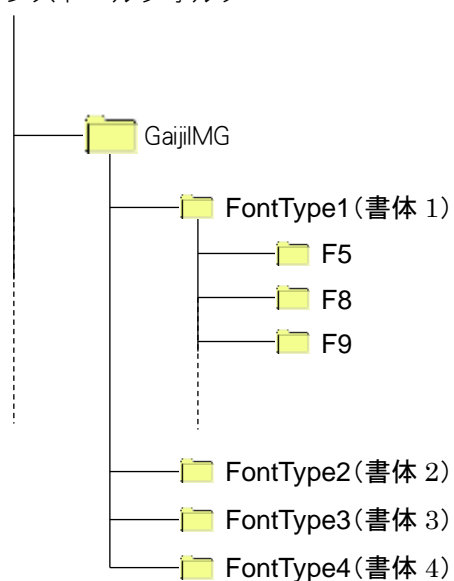 GaijiIMG
FontType1(書体 1)
F5
F8
F9
FontType2(書体 2)
FontType3(書体 3)
FontType4(書体 4)